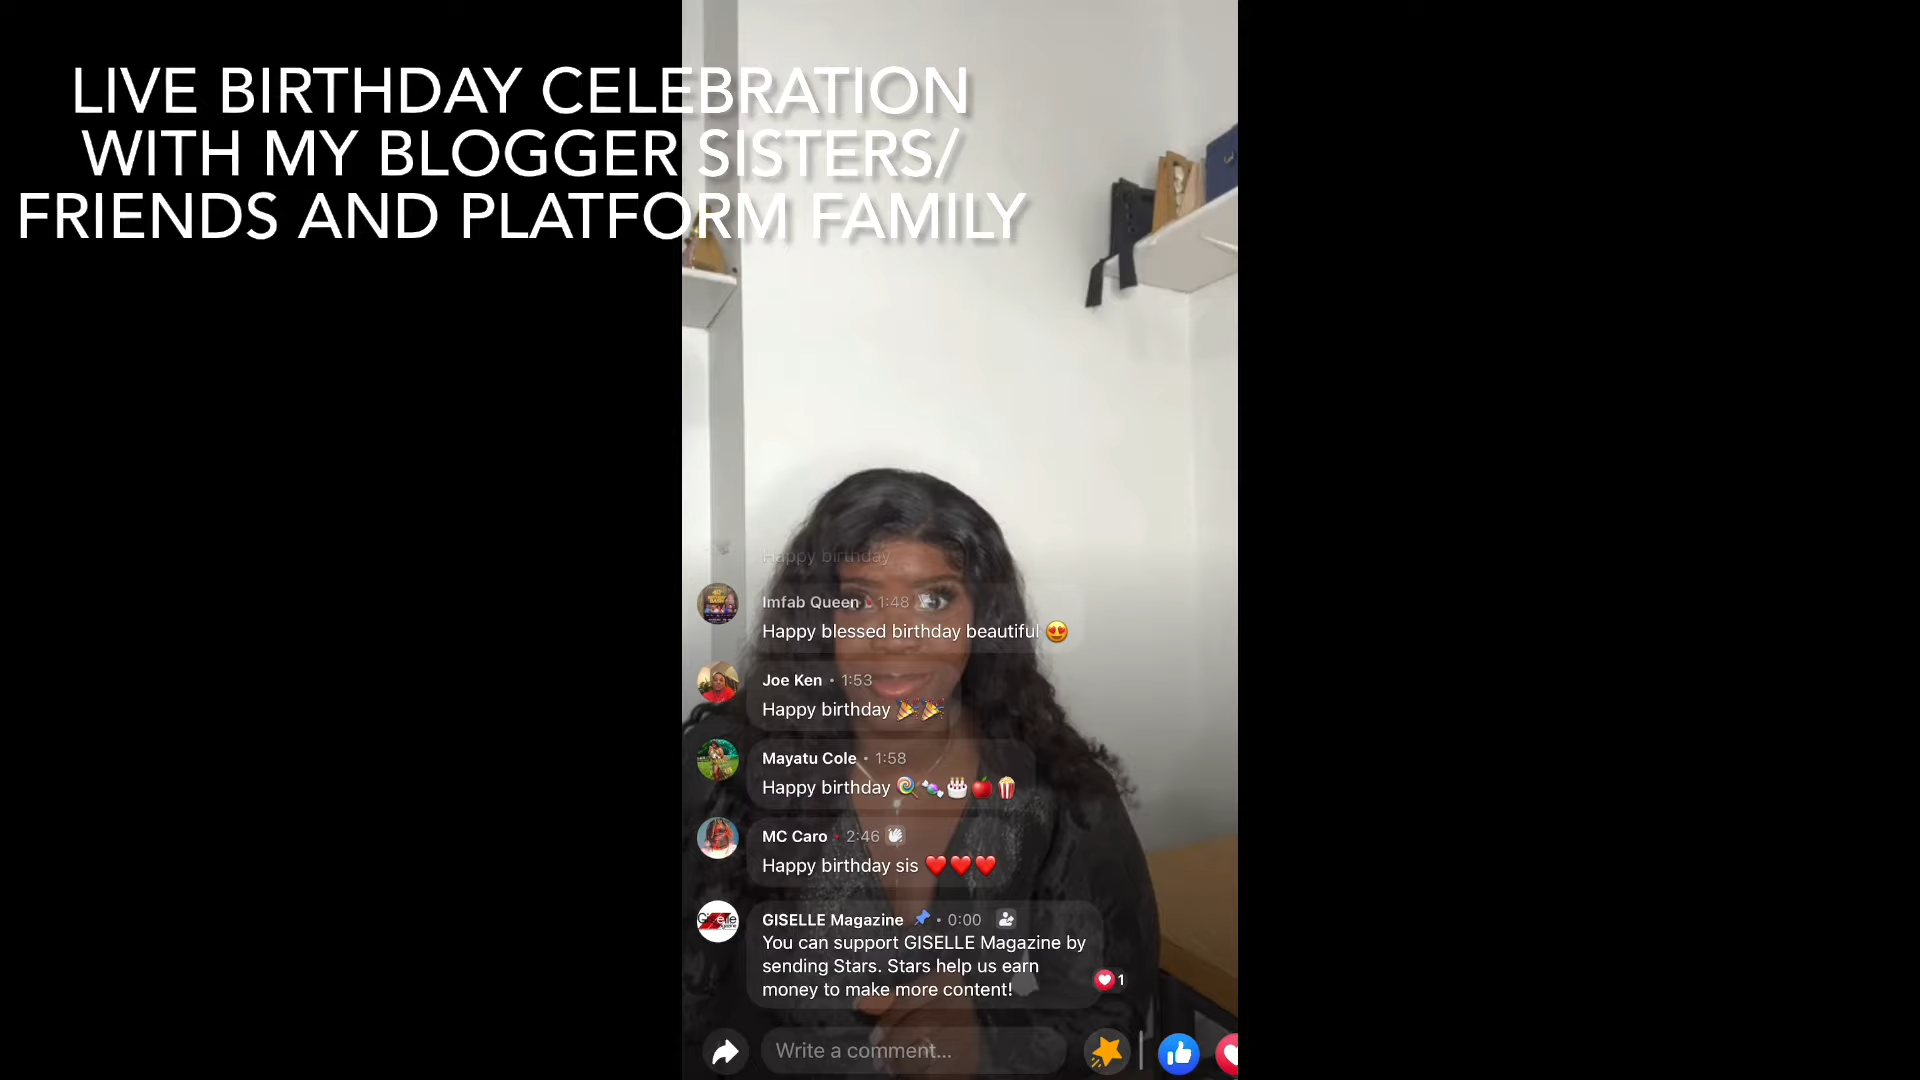 LIVE BIRTHDAY CELEBRATION
WITH MY BLOGGER SISTERS/
FRIENDS AND PLATFORM FAMILY
Happy birthday
Imfab Queen 1:48
Happy blessed birthday beautiful 😍
Joe Ken • 1:53
Happy birthday 🎉🎉
Mayatu Cole • 1:58
Happy birthday 🍭🍬🎂🍎🍿
MC Caro 2:46
Happy birthday sis ❤️❤️❤️
GISELLE Magazine 📌 • 0:00
You can support GISELLE Magazine by
sending Stars. Stars help us earn
money to make more content!
1
Write a comment...